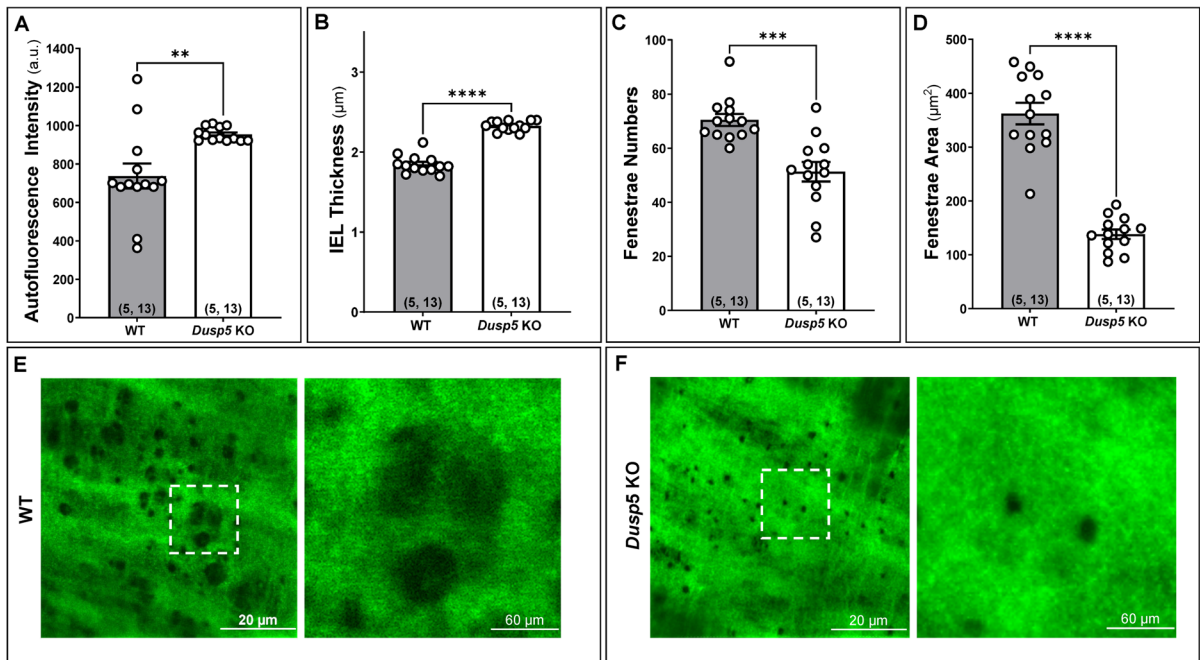 A
Autofluorescence Intensity (a.u.)
1400
1200
1000
800
600
400
200
0
**
(5, 13)
(5, 13)
WT
Dusp5 KO
B
IEL Thickness (μm)
3
2
1
0
****
(5, 13)
(5, 13)
WT
Dusp5 KO
C
Fenestrae Numbers
100
80
60
40
20
0
***
(5, 13)
(5, 13)
WT
Dusp5 KO
D
Fenestrae Area (μm²)
500
400
300
200
100
0
****
(5, 13)
(5, 13)
WT
Dusp5 KO
E
WT
20 μm
60 μm
F
Dusp5 KO
20 μm
60 μm